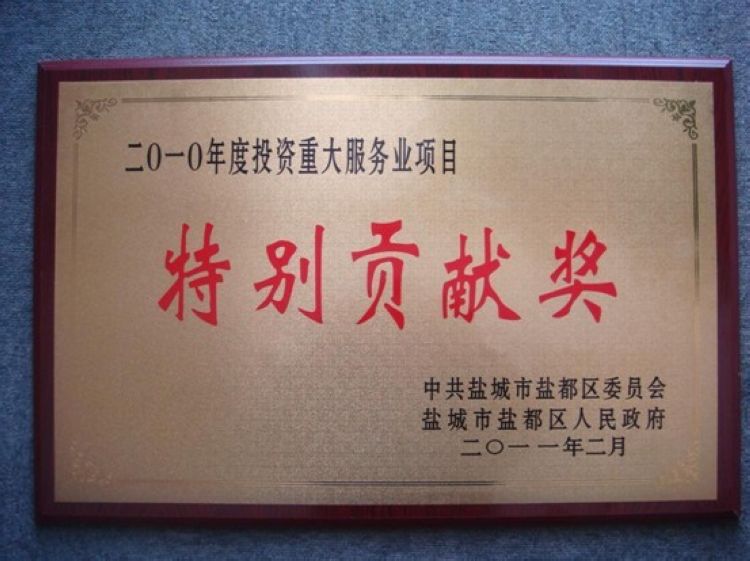 二〇一〇年度投资重大服务业项目
特别贡献奖
中共盐城市盐都区委员会
盐城市盐都区人民政府
二〇一一年二月